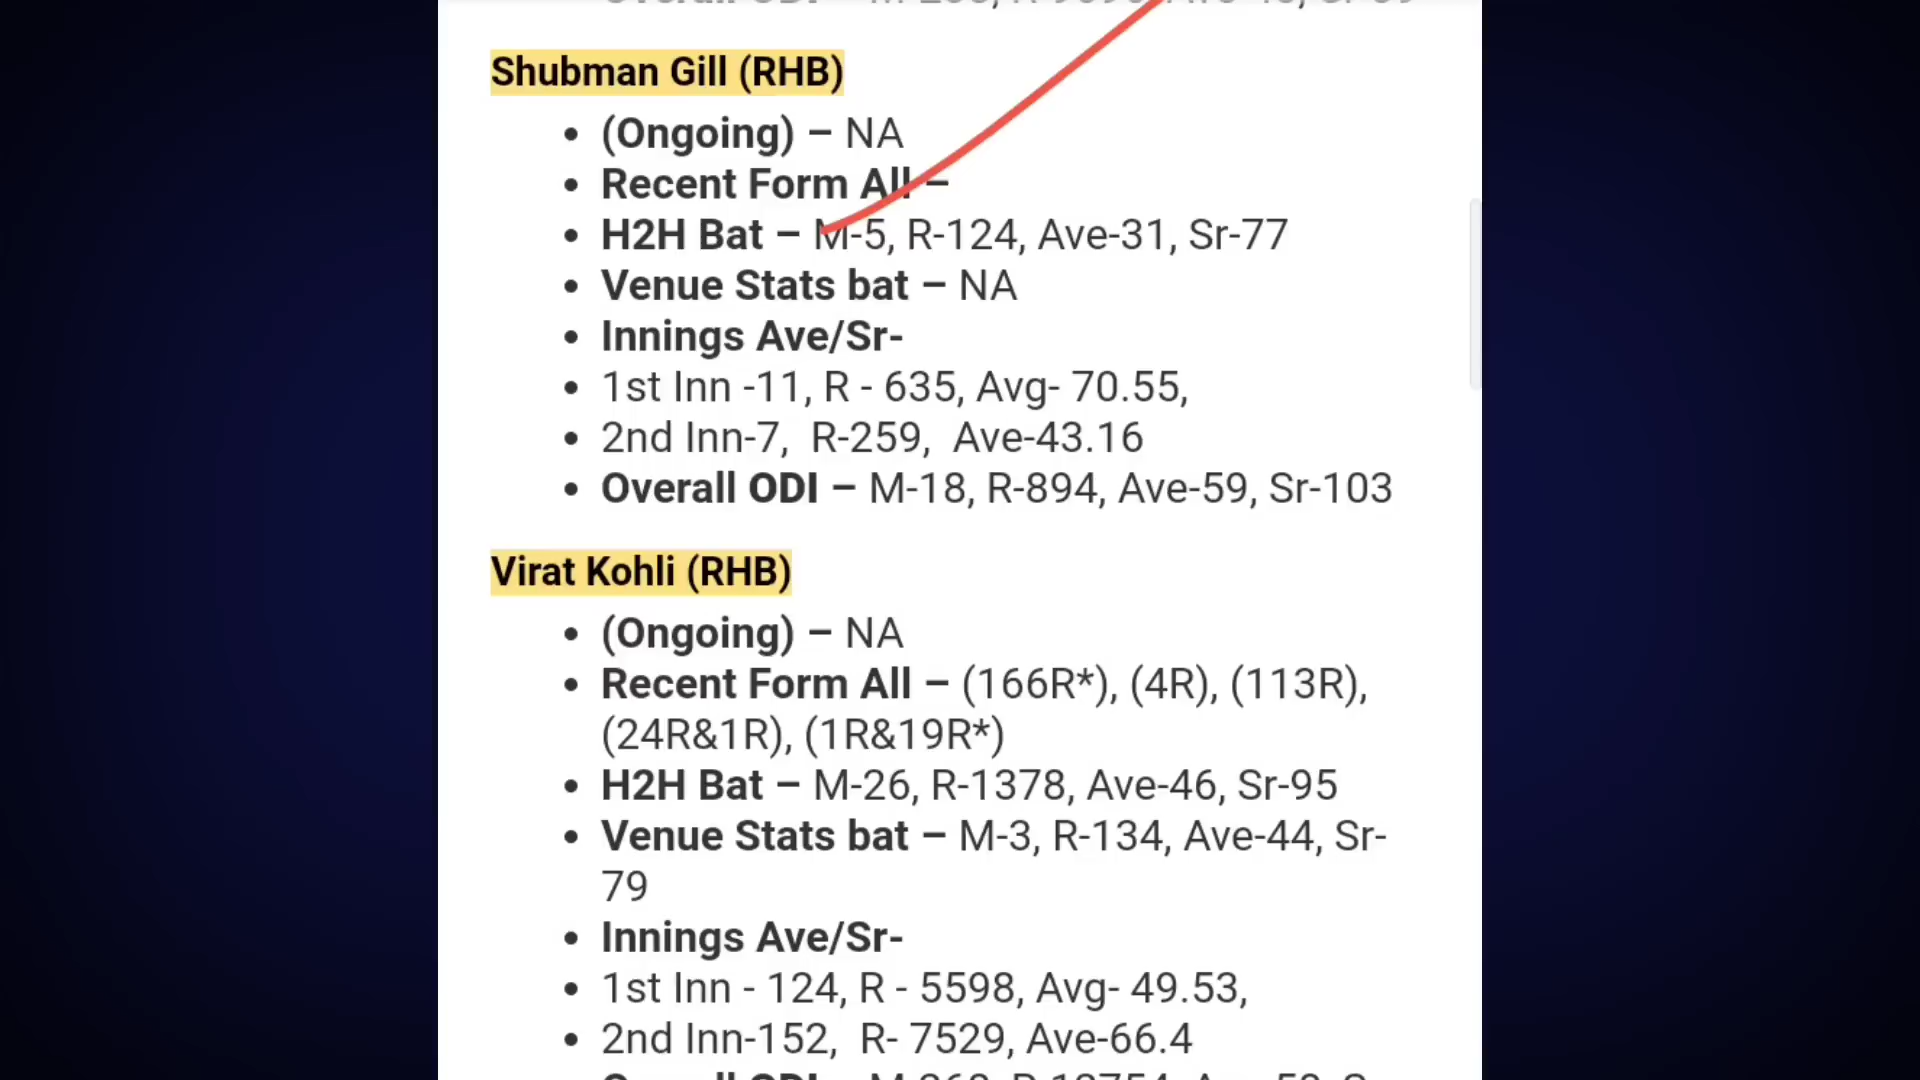 Shubman Gill (RHB)
• (Ongoing) – NA
• Recent Form All –
• H2H Bat – M-5, R-124, Ave-31, Sr-77
• Venue Stats bat – NA
• Innings Ave/Sr-
• 1st Inn -11, R - 635, Avg- 70.55,
• 2nd Inn-7, R-259, Ave-43.16
• Overall ODI – M-18, R-894, Ave-59, Sr-103
Virat Kohli (RHB)
• (Ongoing) – NA
• Recent Form All – (166R*), (4R), (113R),
(24R&1R), (1R&19R*)
• H2H Bat – M-26, R-1378, Ave-46, Sr-95
• Venue Stats bat – M-3, R-134, Ave-44, Sr-
79
• Innings Ave/Sr-
• 1st Inn - 124, R - 5598, Avg- 49.53,
• 2nd Inn-152, R- 7529, Ave-66.4